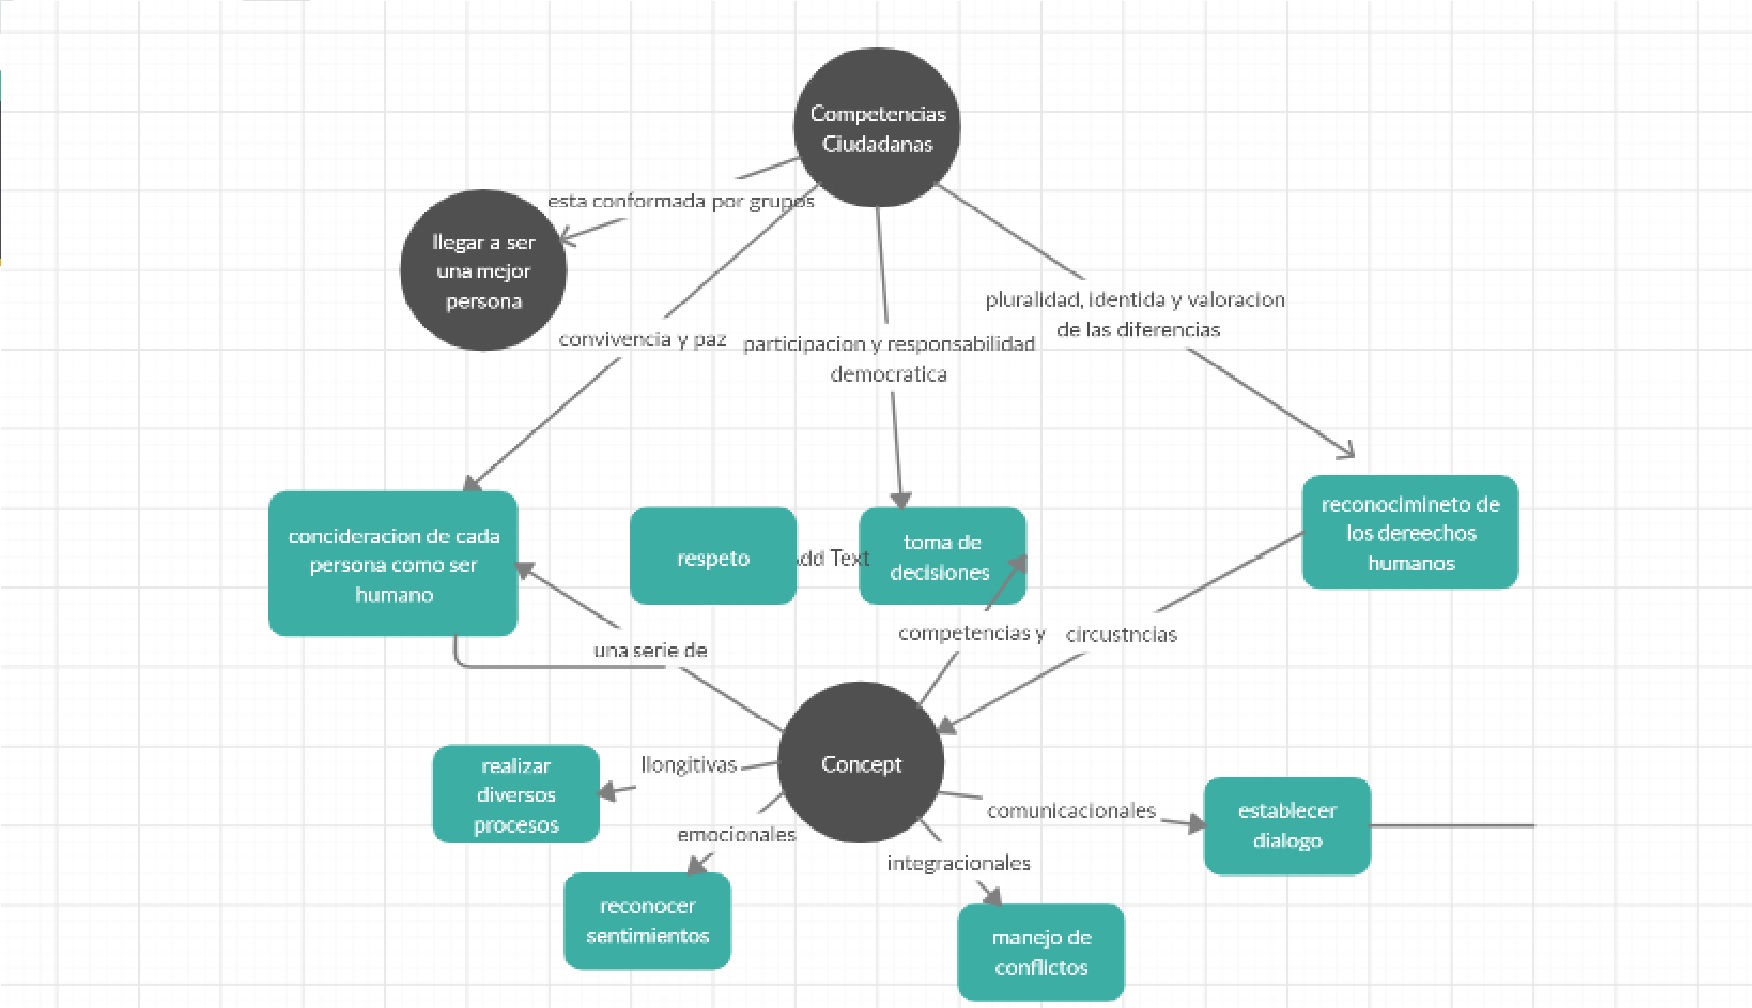 Competencias
Ciudadanas
esta conformada por grupos
llegar a ser
una mejor
persona
pluralidad, identida y valoracion
de las diferencias
convivencia y paz
participacion y responsabilidad
democratica
concideracion de cada
persona como ser
humano
respeto
Add Text
toma de
decisiones
reconocimineto de
los dereechos
humanos
una serie de
competencias y
circustncias
Concept
llongitivas
realizar
diversos
procesos
emocionales
reconocer
sentimientos
comunicacionales
establecer
dialogo
integracionales
manejo de
conflictos